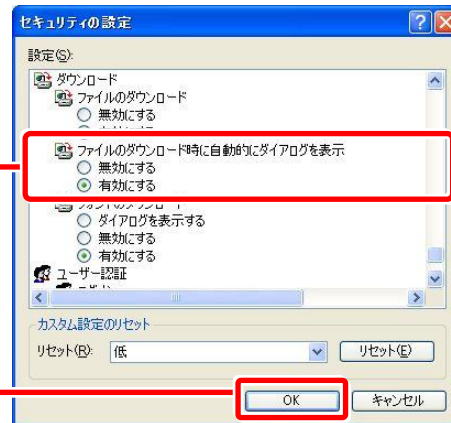 セキュリティの設定
設定(S):
ダウンロード
ファイルのダウンロード
無効にする
ファイルのダウンロード時に自動的にダイアログを表示
無効にする
有効にする
ダイアログを表示する
無効にする
有効にする
ユーザー認証
カスタム設定のリセット
リセット(R): 低 リセット(E)
OK キャンセル